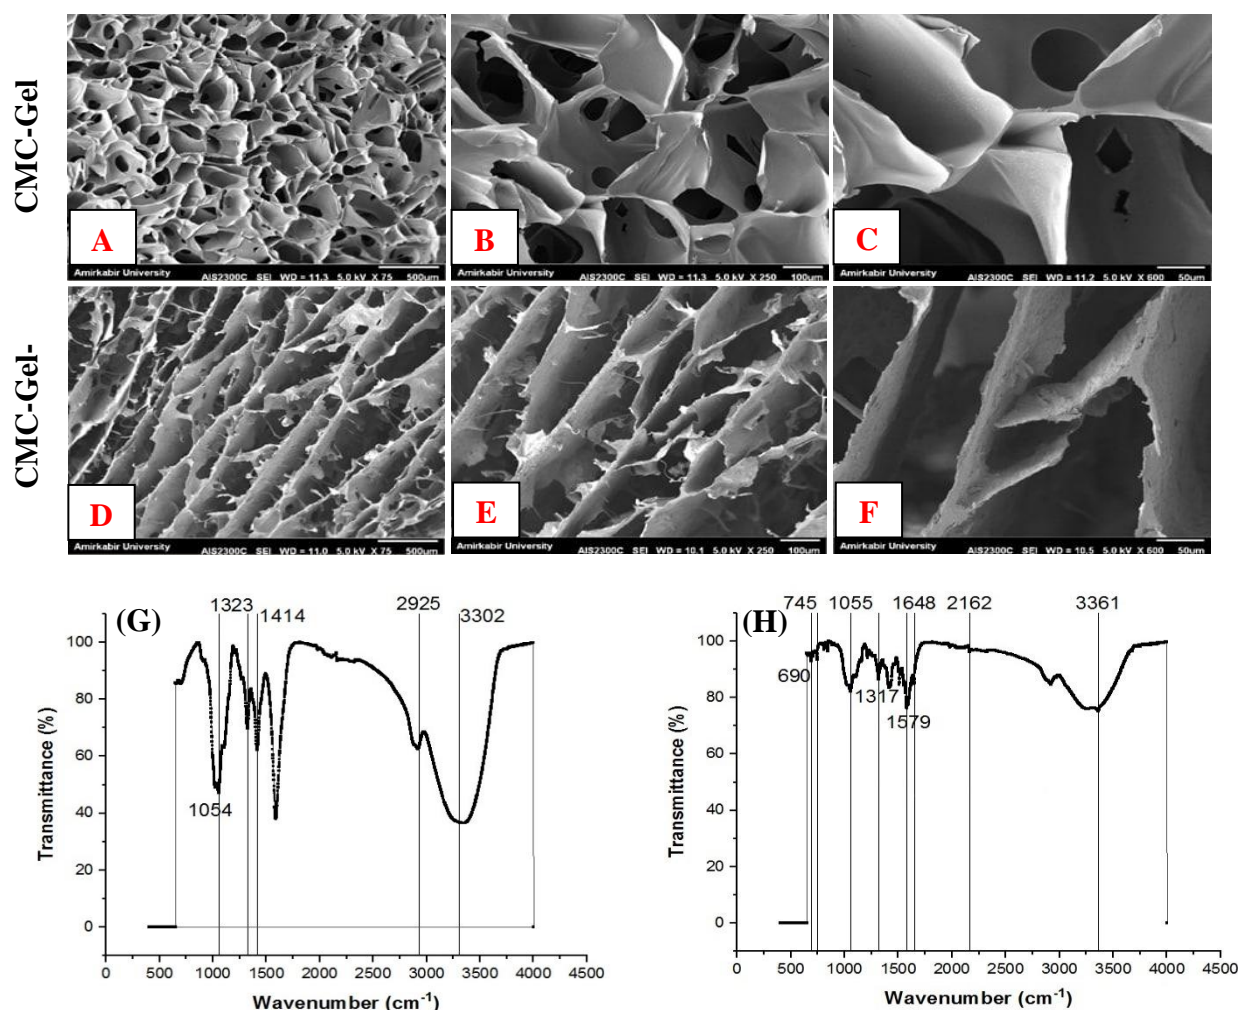 CMC-Gel
A
Amirkabir University AIS2300C SEI WD = 11.3 5.0 kV X 75 500um
B
Amirkabir University AIS2300C SEI WD = 11.3 5.0 kV X 250 100um
C
Amirkabir University AIS2300C SEI WD = 11.2 5.0 kV X 600 50um
CMC-Gel-
D
Amirkabir University AIS2300C SEI WD = 11.0 5.0 kV X 75 500um
E
Amirkabir University AIS2300C SEI WD = 10.1 5.0 kV X 250 100um
F
Amirkabir University AIS2300C SEI WD = 10.5 5.0 kV X 600 50um
(G)
1323 2925
1414 3302
1054
Transmittance (%)
100
80
60
40
20
0
0 500 1000 1500 2000 2500 3000 3500 4000 4500
Wavenumber (cm⁻¹)
(H)
745 1055 1648 2162 3361
690
1317
1579
Transmittance (%)
100
80
60
40
20
0
0 500 1000 1500 2000 2500 3000 3500 4000 4500
Wavenumber (cm⁻¹)